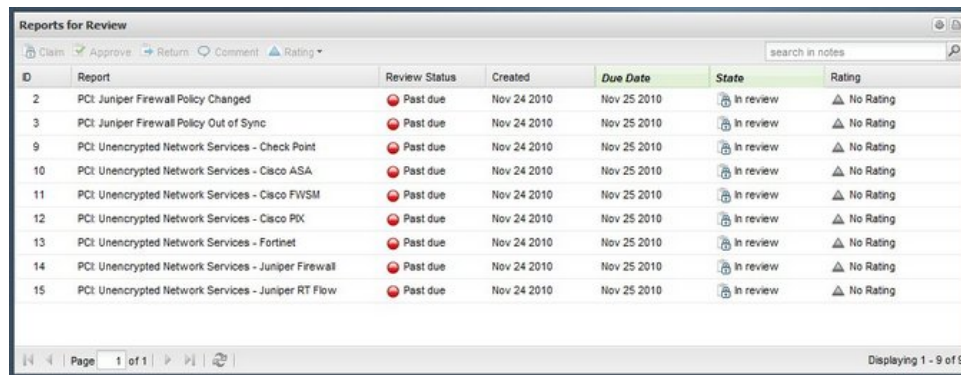 Reports for Review
Claim Approve Return Comment Rating search in notes
ID Report Review Status Created Due Date State Rating
2 PCI: Juniper Firewall Policy Changed Past due Nov 24 2010 Nov 25 2010 In review No Rating
3 PCI: Juniper Firewall Policy Out of Sync Past due Nov 24 2010 Nov 25 2010 In review No Rating
9 PCI: Unencrypted Network Services - Check Point Past due Nov 24 2010 Nov 25 2010 In review No Rating
10 PCI: Unencrypted Network Services - Cisco ASA Past due Nov 24 2010 Nov 25 2010 In review No Rating
11 PCI: Unencrypted Network Services - Cisco FWSM Past due Nov 24 2010 Nov 25 2010 In review No Rating
12 PCI: Unencrypted Network Services - Cisco PIX Past due Nov 24 2010 Nov 25 2010 In review No Rating
13 PCI: Unencrypted Network Services - Fortinet Past due Nov 24 2010 Nov 25 2010 In review No Rating
14 PCI: Unencrypted Network Services - Juniper Firewall Past due Nov 24 2010 Nov 25 2010 In review No Rating
15 PCI: Unencrypted Network Services - Juniper RT Flow Past due Nov 24 2010 Nov 25 2010 In review No Rating
Page 1 of 1 Displaying 1 - 9 of 9